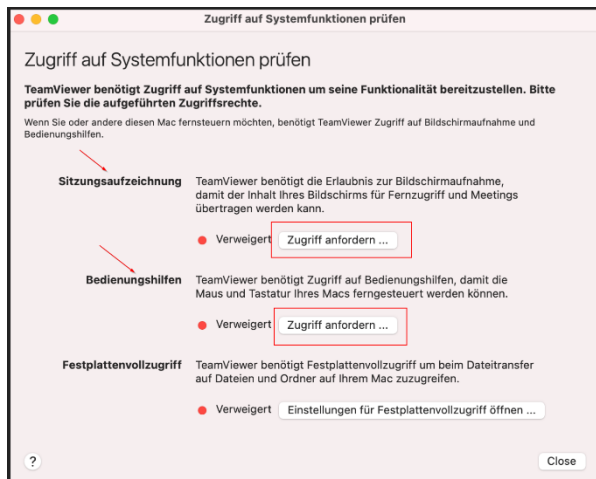 Zugriff auf Systemfunktionen prüfen
Zugriff auf Systemfunktionen prüfen
TeamViewer benötigt Zugriff auf Systemfunktionen um seine Funktionalität bereitzustellen. Bitte
prüfen Sie die aufgeführten Zugriffsrechte.
Wenn Sie oder andere diesen Mac fernsteuern möchten, benötigt TeamViewer Zugriff auf Bildschirmaufnahme und
Bedienungshilfen.
Sitzungsaufzeichnung TeamViewer benötigt die Erlaubnis zur Bildschirmaufnahme,
damit der Inhalt Ihres Bildschirms für Fernzugriff und Meetings
übertragen werden kann.
Verweigert Zugriff anfordern ...
Bedienungshilfen TeamViewer benötigt Zugriff auf Bedienungshilfen, damit die
Maus und Tastatur Ihres Macs ferngesteuert werden können.
Verweigert Zugriff anfordern ...
Festplattenvollzugriff TeamViewer benötigt Festplattenvollzugriff um beim Dateitransfer
auf Dateien und Ordner auf Ihrem Mac zuzugreifen.
Verweigert Einstellungen für Festplattenvollzugriff öffnen ...
? Close